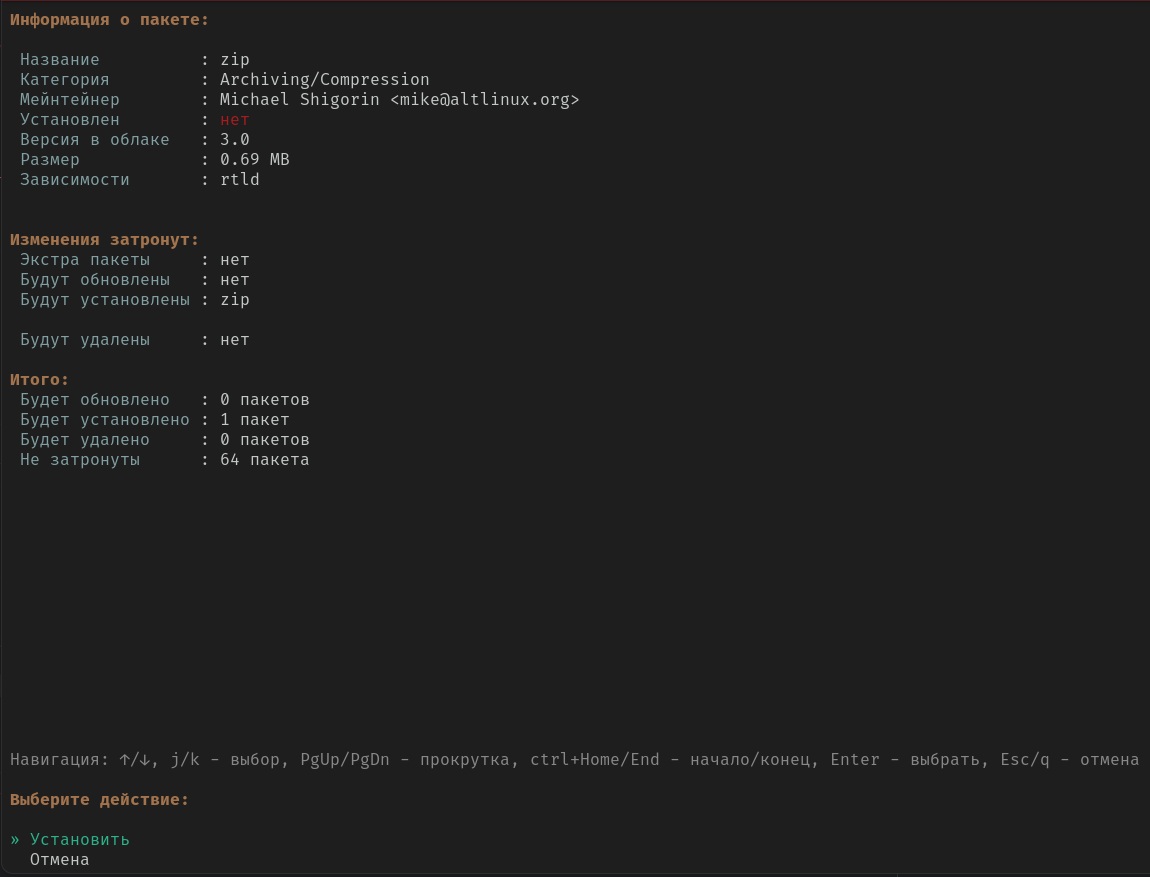 Информация о пакете:
Название : zip
Категория : Archiving/Compression
Мейнтейнер : Michael Shigorin <mike@altlinux.org>
Установлен : нет
Версия в облаке : 3.0
Размер : 0.69 MB
Зависимости : rtld
Изменения затронут:
Экстра пакеты : нет
Будут обновлены : нет
Будут установлены : zip
Будут удалены : нет
Итого:
Будет обновлено : 0 пакетов
Будет установлено : 1 пакет
Будет удалено : 0 пакетов
Не затронуты : 64 пакета
Навигация: ↑/↓, j/k - выбор, PgUp/PgDn - прокрутка, ctrl+Home/End - начало/конец, Enter - выбрать, Esc/q - отмена
Выберите действие:
» Установить
Отмена